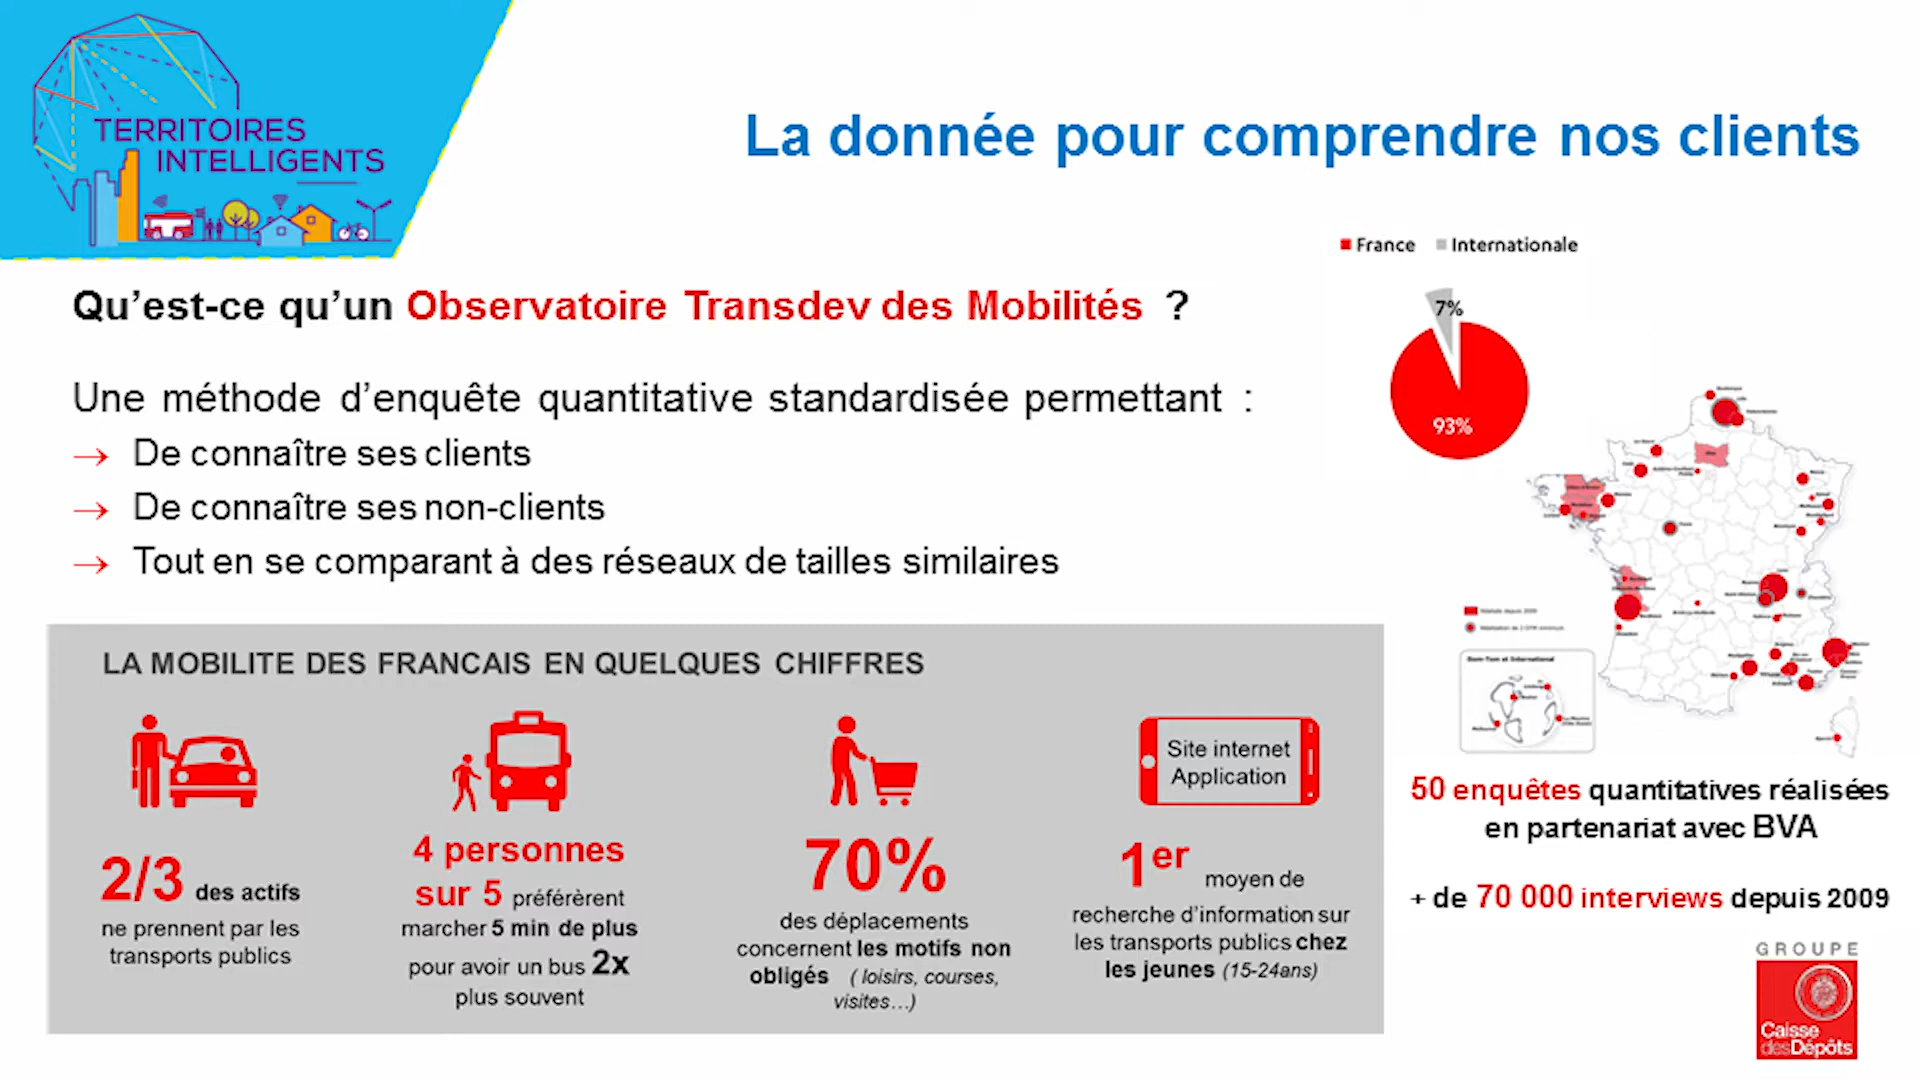 TERRITOIRES
INTELLIGENTS
La donnée pour comprendre nos clients
France Internationale
7%
93%
Qu'est-ce qu'un Observatoire Transdev des Mobilités ?
Une méthode d'enquête quantitative standardisée permettant :
→ De connaître ses clients
→ De connaître ses non-clients
→ Tout en se comparant à des réseaux de tailles similaires
Dom-Tom et International
LA MOBILITE DES FRANCAIS EN QUELQUES CHIFFRES
2/3 des actifs
ne prennent par les
transports publics
4 personnes
sur 5 préférèrent
marcher 5 min de plus
pour avoir un bus 2x
plus souvent
70%
des déplacements
concernent les motifs non
obligés ( loisirs, courses,
visites...)
Site internet
Application
1er moyen de
recherche d'information sur
les transports publics chez
les jeunes (15-24ans)
50 enquêtes quantitatives réalisées
en partenariat avec BVA
+ de 70 000 interviews depuis 2009
GROUPE
Caisse
desDépôts